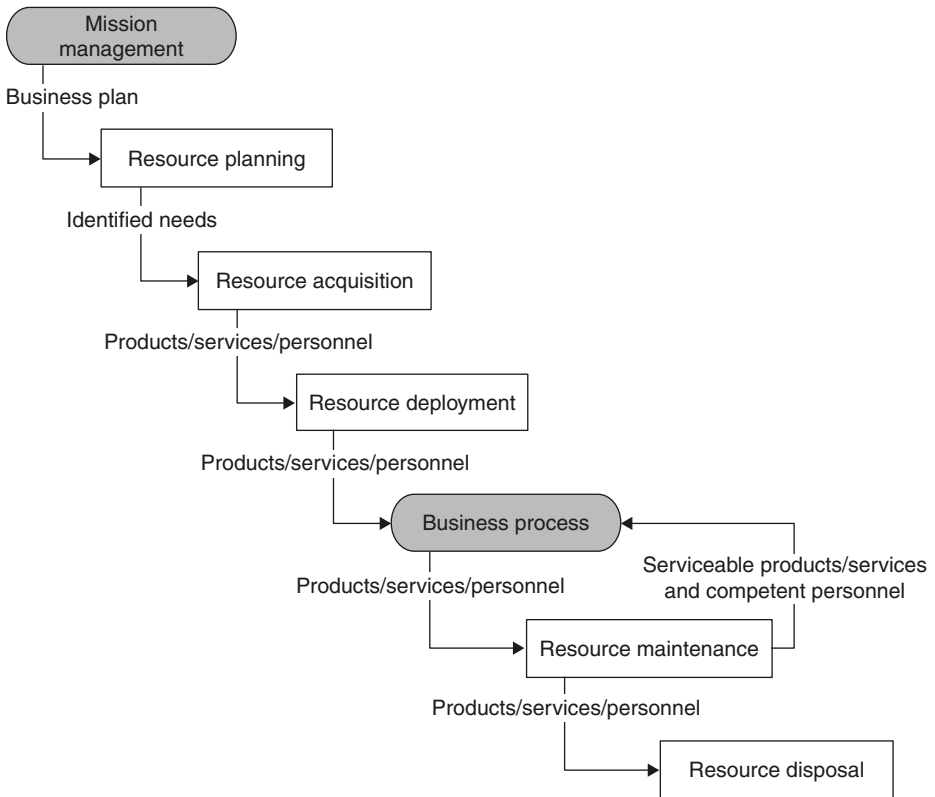 Mission
management
Business plan
Resource planning
Identified needs
Resource acquisition
Products/services/personnel
Resource deployment
Products/services/personnel
Business process
Serviceable products/services
and competent personnel
Products/services/personnel
Resource maintenance
Products/services/personnel
Resource disposal